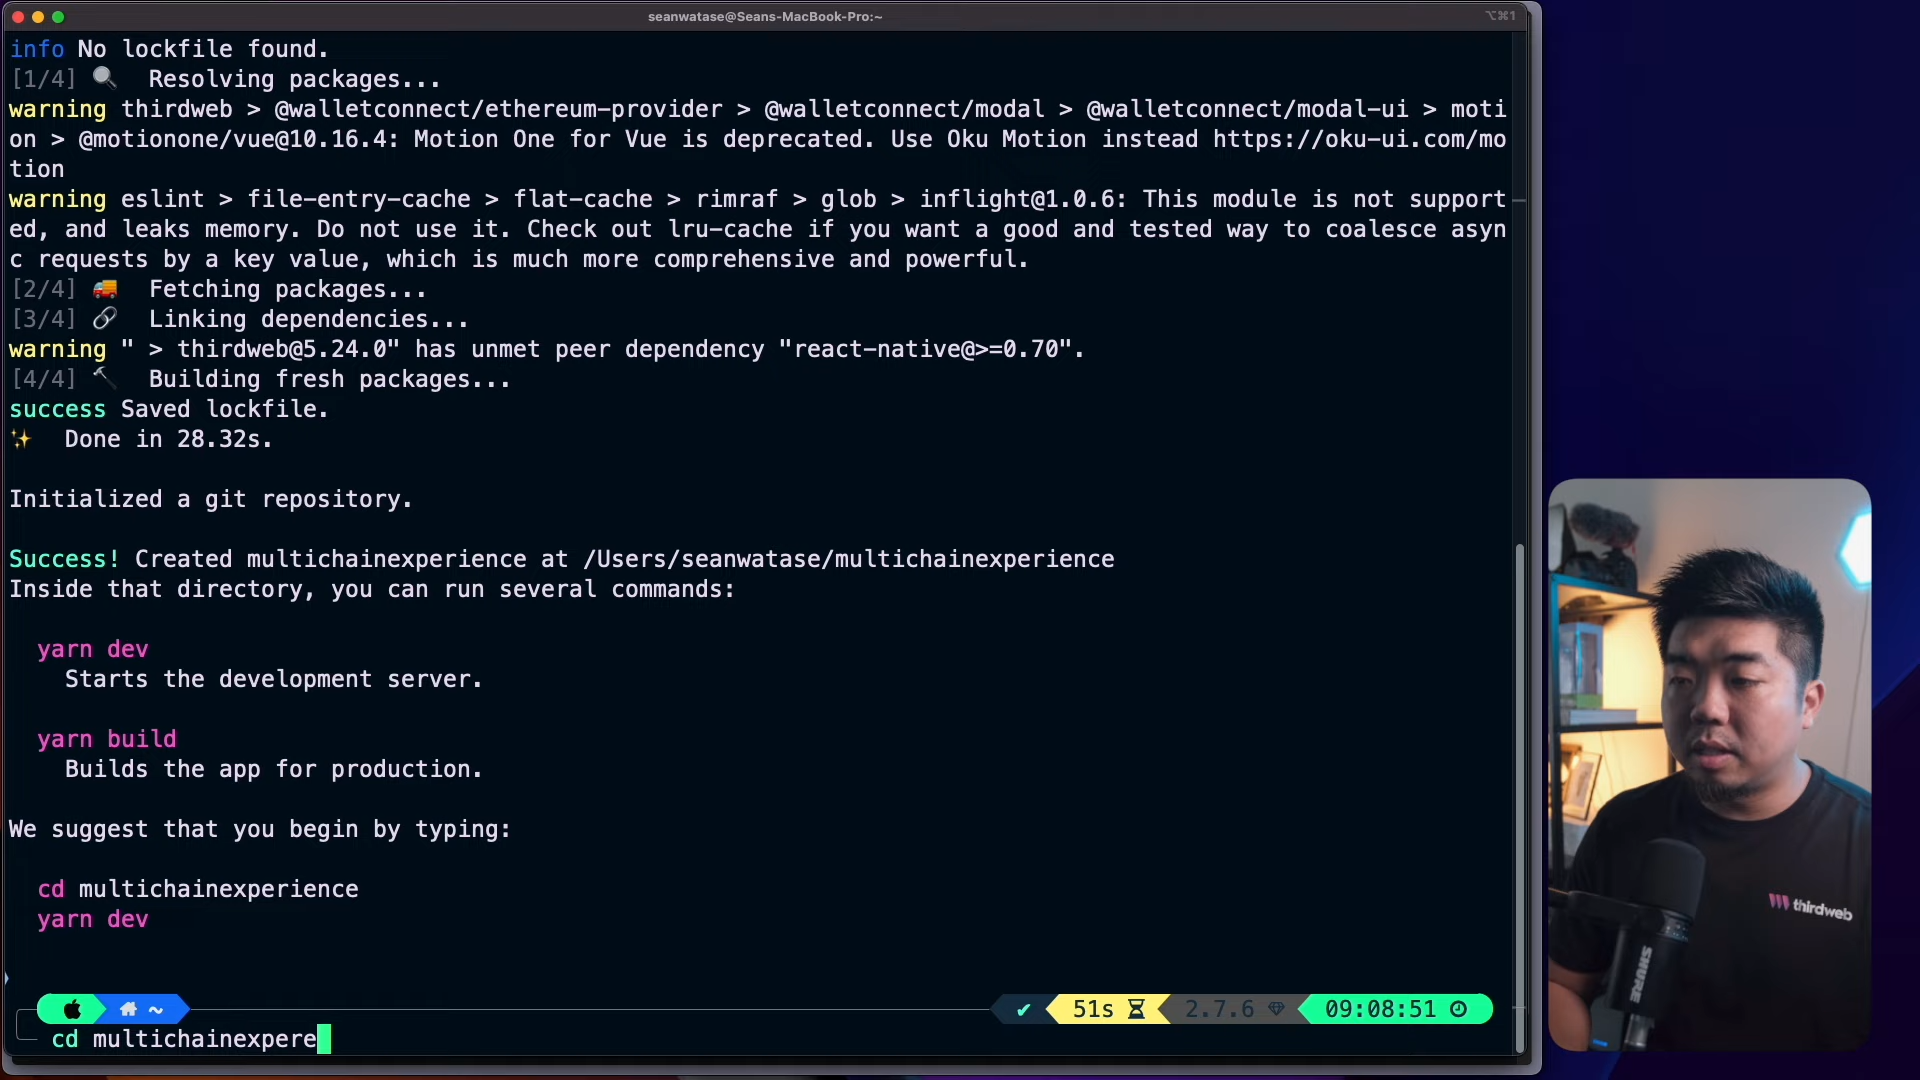 seanwatase@Seans-MacBook-Pro:~
⌥⌘1
info No lockfile found.
[1/4] 🔍  Resolving packages...
warning thirdweb > @walletconnect/ethereum-provider > @walletconnect/modal > @walletconnect/modal-ui > moti
on > @motionone/vue@10.16.4: Motion One for Vue is deprecated. Use Oku Motion instead https://oku-ui.com/mo
tion
warning eslint > file-entry-cache > flat-cache > rimraf > glob > inflight@1.0.6: This module is not support
ed, and leaks memory. Do not use it. Check out lru-cache if you want a good and tested way to coalesce asyn
c requests by a key value, which is much more comprehensive and powerful.
[2/4] 🚚  Fetching packages...
[3/4] 🔗  Linking dependencies...
warning " > thirdweb@5.24.0" has unmet peer dependency "react-native@>=0.70".
[4/4] 🔨  Building fresh packages...
success Saved lockfile.
✨  Done in 28.32s.
Initialized a git repository.
Success! Created multichainexperience at /Users/seanwatase/multichainexperience
Inside that directory, you can run several commands:
yarn dev
Starts the development server.
yarn build
Builds the app for production.
We suggest that you begin by typing:
cd multichainexperience
yarn dev
~ ✔ 51s 2.7.6 09:08:51
cd multichainexpere
thirdweb
SHURE